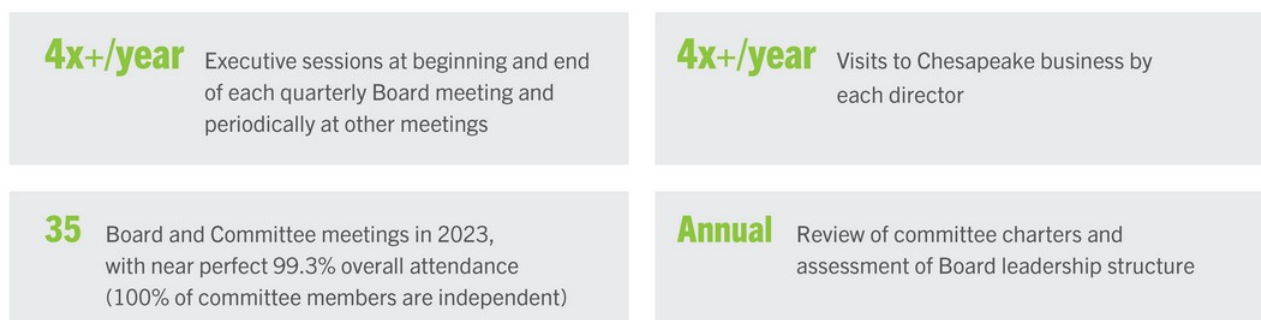 4x+/year Executive sessions at beginning and end
of each quarterly Board meeting and
periodically at other meetings
4x+/year Visits to Chesapeake business by
each director
35 Board and Committee meetings in 2023,
with near perfect 99.3% overall attendance
(100% of committee members are independent)
Annual Review of committee charters and
assessment of Board leadership structure